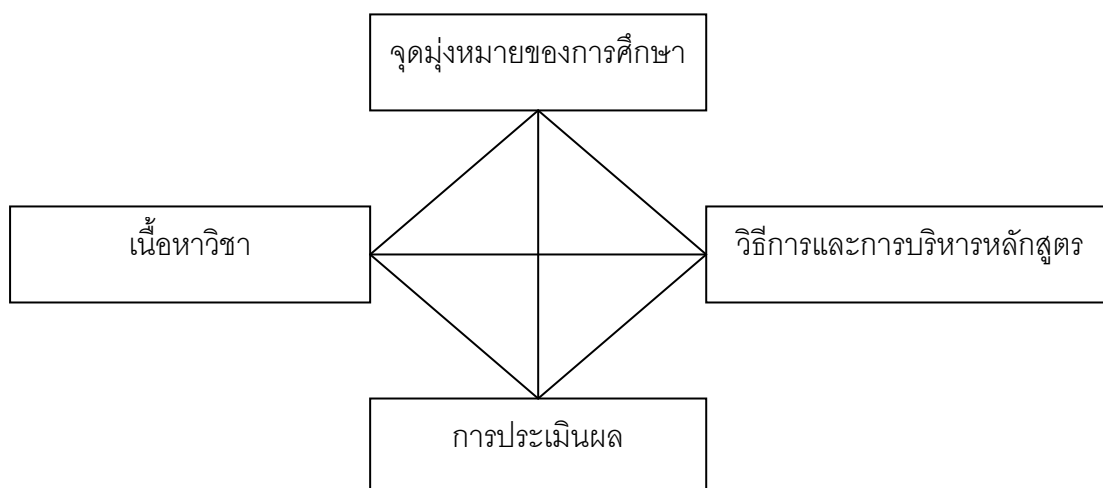 จุดมุ่งหมายของการศึกษา
เนื้อหาวิชา
วิธีการและการบริหารหลักสูตร
การประเมินผล